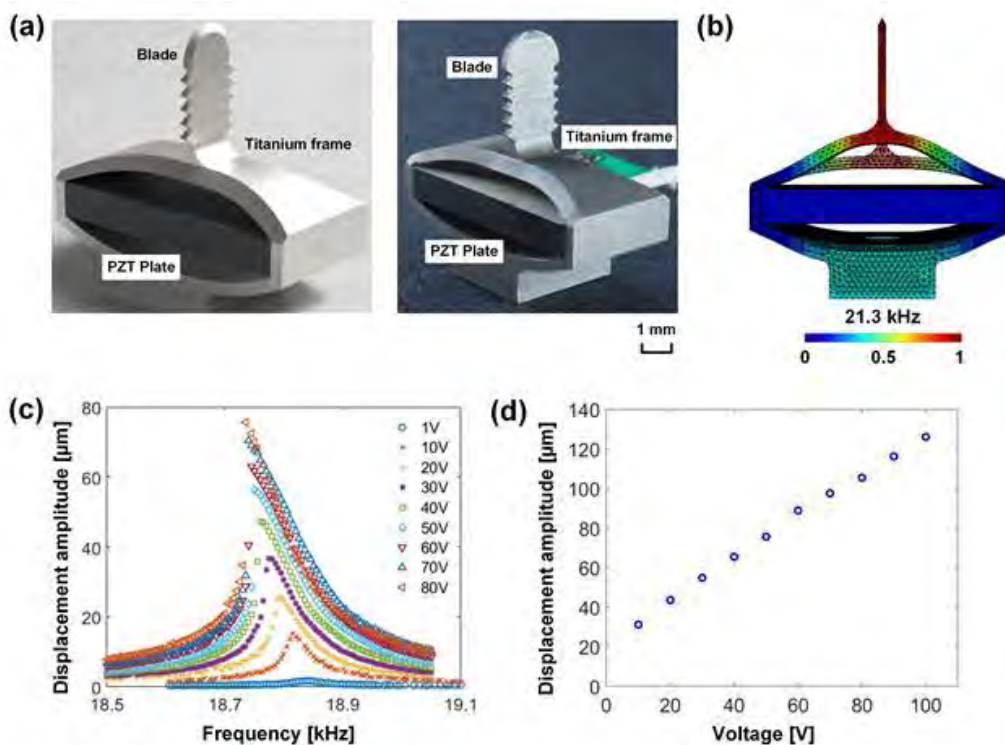 (a)
Blade
Titanium frame
PZT Plate
Blade
Titanium frame
PZT Plate
1 mm
(b)
21.3 kHz
0 0.5 1
(c)
Displacement amplitude [µm]
80
60
40
20
0
18.5 18.7 18.9 19.1
Frequency [kHz]
1V
10V
20V
30V
40V
50V
60V
70V
80V
(d)
Displacement amplitude [µm]
140
120
100
80
60
40
20
0
0 20 40 60 80 100
Voltage [V]